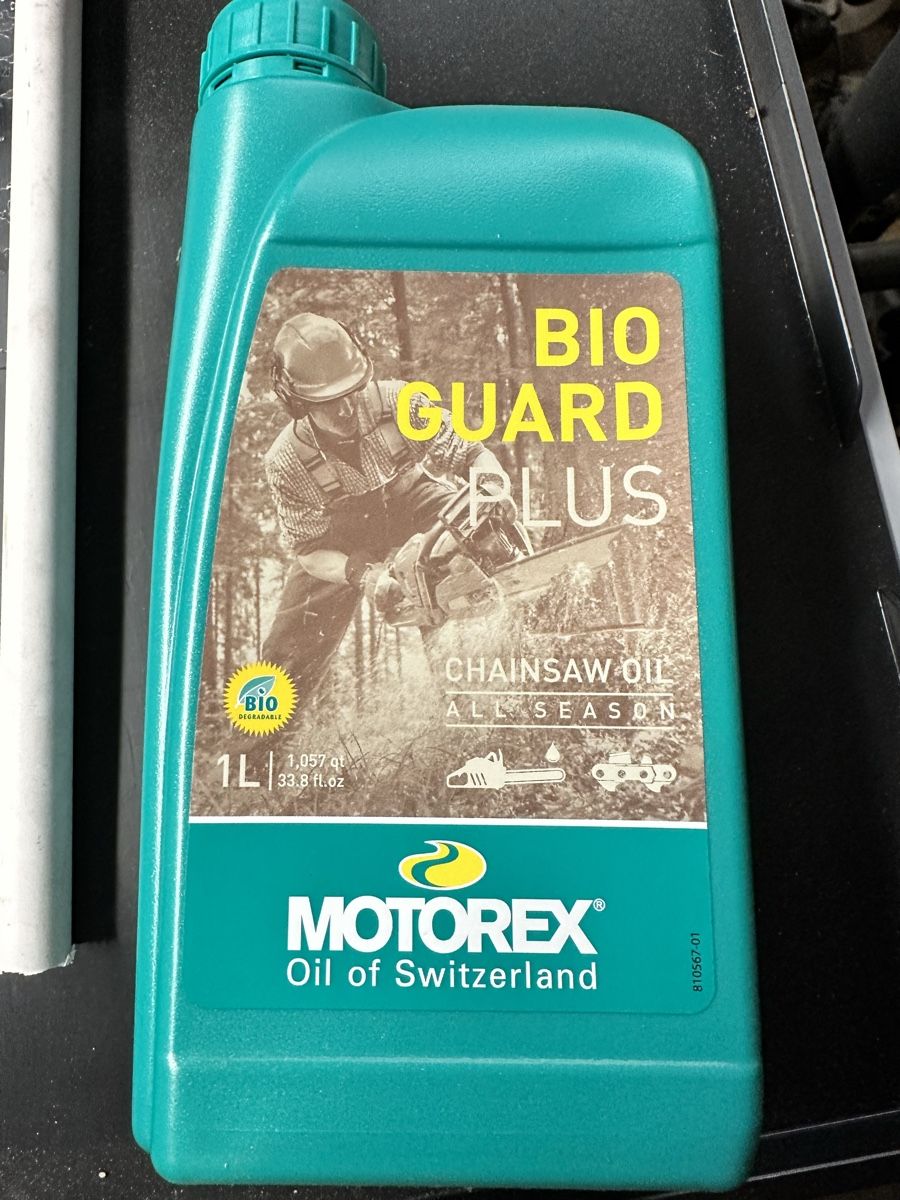 BIO
GUARD
PLUS
CHAINSAW OIL
ALL SEASON
BIO
DEGRADABLE
1L
1,057 qt
33.8 fl.oz
MOTOREX®
Oil of Switzerland
810567-01